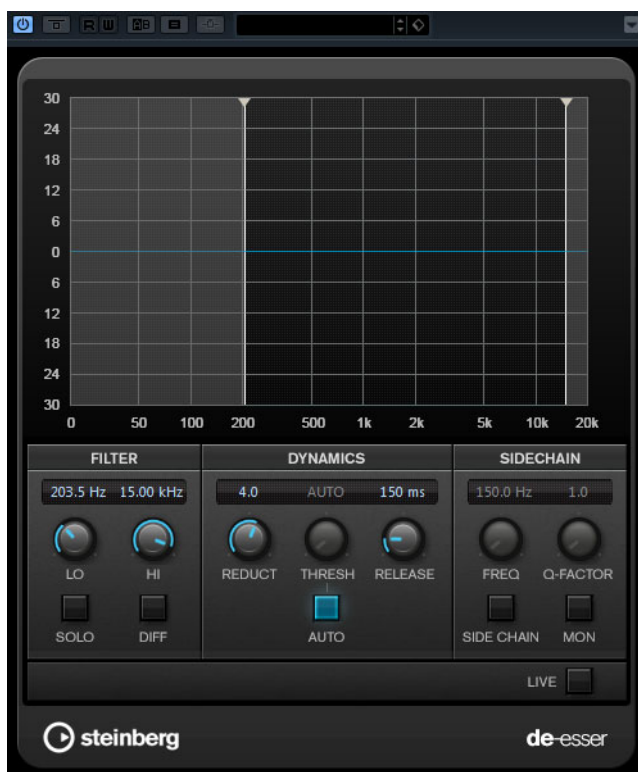 R W AB
30
24
18
12
6
0
6
12
18
24
30
0 50 100 200 500 1k 2k 5k 10k 20k
FILTER DYNAMICS SIDECHAIN
203.5 Hz 15.00 kHz 4.0 AUTO 150 ms 150.0 Hz 1.0
LO HI REDUCT THRESH RELEASE FREQ Q-FACTOR
SOLO DIFF AUTO SIDE CHAIN MON
LIVE
steinberg de-esser